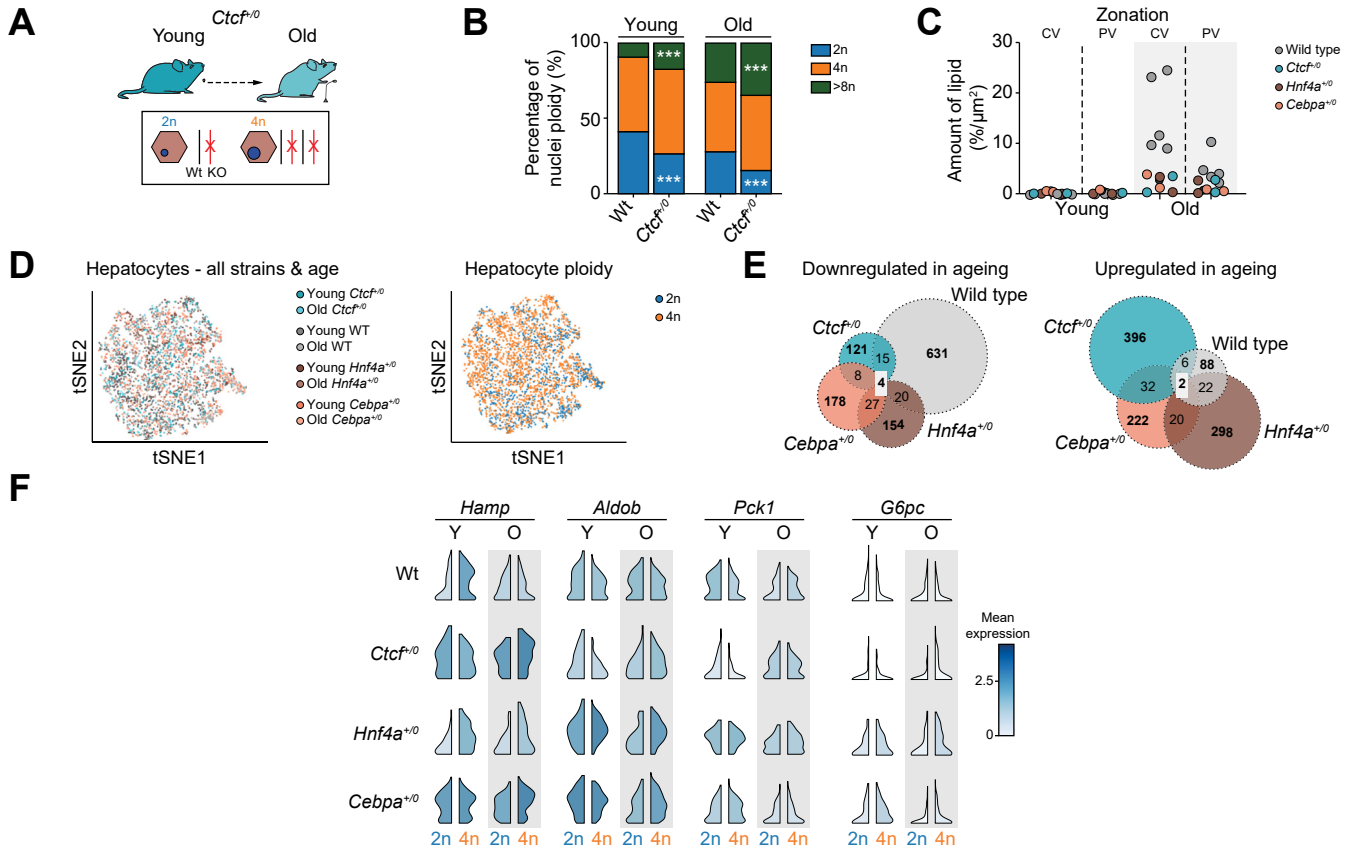 A
Ctcf+/0
Young
Old
2n
4n
Wt KO
B
Young
Old
Percentage of
nuclei ploidy (%)
100
50
0
***
***
***
***
Wt
Ctcf+/0
Wt
Ctcf+/0
2n
4n
>8n
C
Zonation
CV
PV
CV
PV
Amount of lipid
(%/μm²)
30
20
10
0
Young
Old
Wild type
Ctcf+/0
Hnf4a+/0
Cebpa+/0
D
Hepatocytes - all strains & age
tSNE2
tSNE1
Young Ctcf+/0
Old Ctcf+/0
Young WT
Old WT
Young Hnf4a+/0
Old Hnf4a+/0
Young Cebpa+/0
Old Cebpa+/0
Hepatocyte ploidy
tSNE2
tSNE1
2n
4n
E
Downregulated in ageing
Wild type
Ctcf+/0
121
15
631
8
4
178
27
20
154
Cebpa+/0
Hnf4a+/0
Upregulated in ageing
Ctcf+/0
396
Wild type
6
88
32
2
22
222
20
298
Cebpa+/0
Hnf4a+/0
F
Hamp
Aldob
Pck1
G6pc
Y O Y O Y O Y O
Wt
Ctcf+/0
Hnf4a+/0
Cebpa+/0
2n 4n 2n 4n 2n 4n 2n 4n 2n 4n 2n 4n 2n 4n 2n 4n
Mean
expression
2.5
0